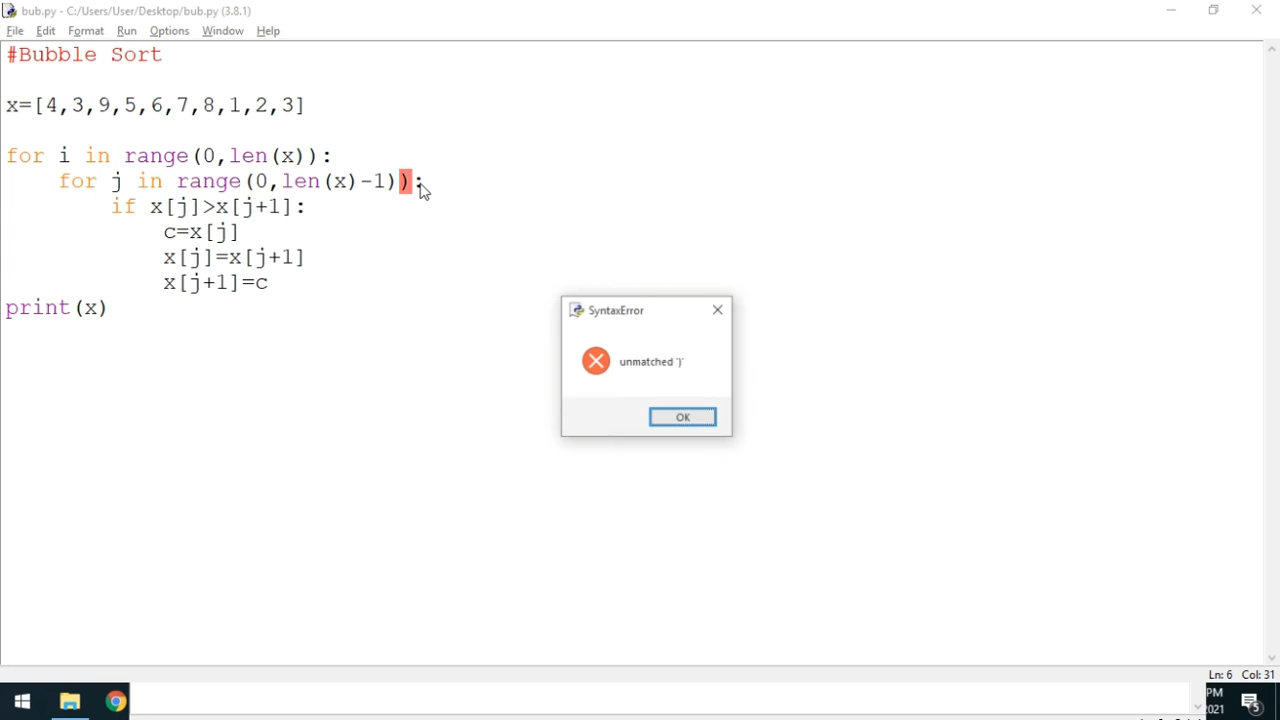 bub.py - C:/Users/User/Desktop/bub.py (3.8.1)
File Edit Format Run Options Window Help
#Bubble Sort
x=[4,3,9,5,6,7,8,1,2,3]
for i in range(0,len(x)):
    for j in range(0,len(x)-1)):
        if x[j]>x[j+1]:
            c=x[j]
            x[j]=x[j+1]
            x[j+1]=c
print(x)
SyntaxError
unmatched ')'
OK
Ln: 6 Col: 31
PM
2021
5